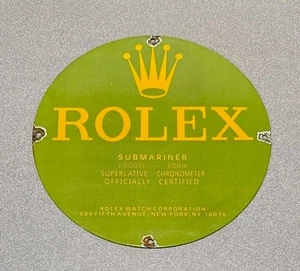 ROLEX
SUBMARINER
1000ft - 300m
SUPERLATIVE CHRONOMETER
OFFICIALLY CERTIFIED
ROLEX WATCH CORPORATION
580 FIFTH AVENUE, NEW YORK, NY, 10036